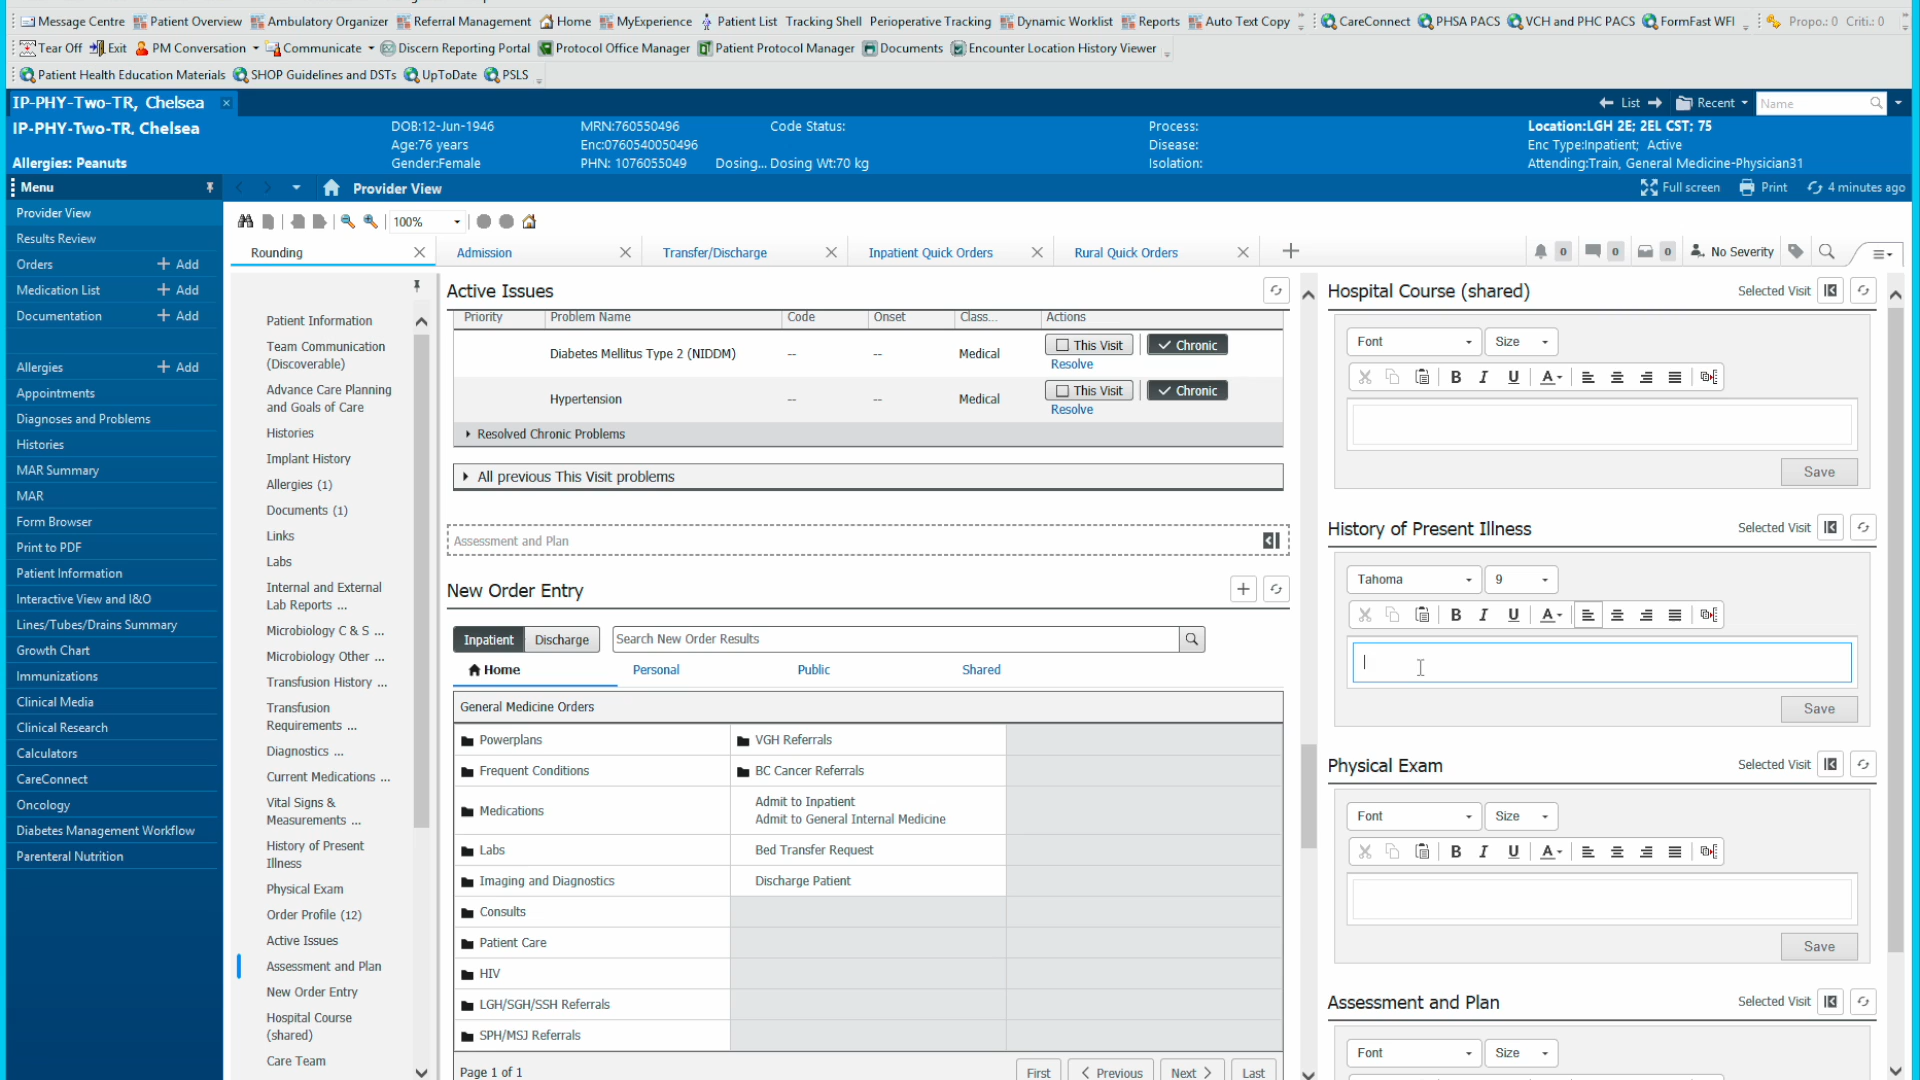 Message Centre Patient Overview Ambulatory Organizer Referral Management Home MyExperience Patient List Tracking Shell Perioperative Tracking Dynamic Worklist Reports Auto Text Copy CareConnect PHSA PACS VCH and PHC PACS FormFast WFI Propo.: 0 Criti.: 0
Tear Off Exit PM Conversation Communicate Discern Reporting Portal Protocol Office Manager Patient Protocol Manager Documents Encounter Location History Viewer
Patient Health Education Materials SHOP Guidelines and DSTs UpToDate PSLS
IP-PHY-Two-TR, Chelsea List Recent Name
IP-PHY-Two-TR, Chelsea DOB:12-Jun-1946 MRN:760550496 Code Status: Process: Location:LGH 2E; 2EL CST; 75
Age:76 years Enc:0760540050496 Disease: Enc Type:Inpatient; Active
Allergies: Peanuts Gender:Female PHN: 1076055049 Dosing... Dosing Wt:70 kg Isolation: Attending:Train, General Medicine-Physician31
Menu Provider View Full screen Print 4 minutes ago
Provider View
Results Review
Orders + Add
Medication List + Add
Documentation + Add
Allergies + Add
Appointments
Diagnoses and Problems
Histories
MAR Summary
MAR
Form Browser
Print to PDF
Patient Information
Interactive View and I&O
Lines/Tubes/Drains Summary
Growth Chart
Immunizations
Clinical Media
Clinical Research
Calculators
CareConnect
Oncology
Diabetes Management Workflow
Parenteral Nutrition
100%
Rounding Admission Transfer/Discharge Inpatient Quick Orders Rural Quick Orders 0 0 0 No Severity
Patient Information
Team Communication
(Discoverable)
Advance Care Planning
and Goals of Care
Histories
Implant History
Allergies (1)
Documents (1)
Links
Labs
Internal and External
Lab Reports ...
Microbiology C & S ...
Microbiology Other ...
Transfusion History ...
Transfusion
Requirements ...
Diagnostics ...
Current Medications ...
Vital Signs &
Measurements ...
History of Present
Illness
Physical Exam
Order Profile (12)
Active Issues
Assessment and Plan
New Order Entry
Hospital Course
(shared)
Care Team
Active Issues
Priority Problem Name Code Onset Class... Actions
Diabetes Mellitus Type 2 (NIDDM) -- -- Medical This Visit Chronic
Resolve
Hypertension -- -- Medical This Visit Chronic
Resolve
Resolved Chronic Problems
All previous This Visit problems
Assessment and Plan
New Order Entry
Inpatient Discharge Search New Order Results
Home Personal Public Shared
General Medicine Orders
Powerplans VGH Referrals
Frequent Conditions BC Cancer Referrals
Medications Admit to Inpatient
Admit to General Internal Medicine
Labs Bed Transfer Request
Imaging and Diagnostics Discharge Patient
Consults
Patient Care
HIV
LGH/SGH/SSH Referrals
SPH/MSJ Referrals
Page 1 of 1 First Previous Next Last
Hospital Course (shared) Selected Visit
Font Size
B I U A
Save
History of Present Illness Selected Visit
Tahoma 9
B I U A
Save
Physical Exam Selected Visit
Font Size
B I U A
Save
Assessment and Plan Selected Visit
Font Size